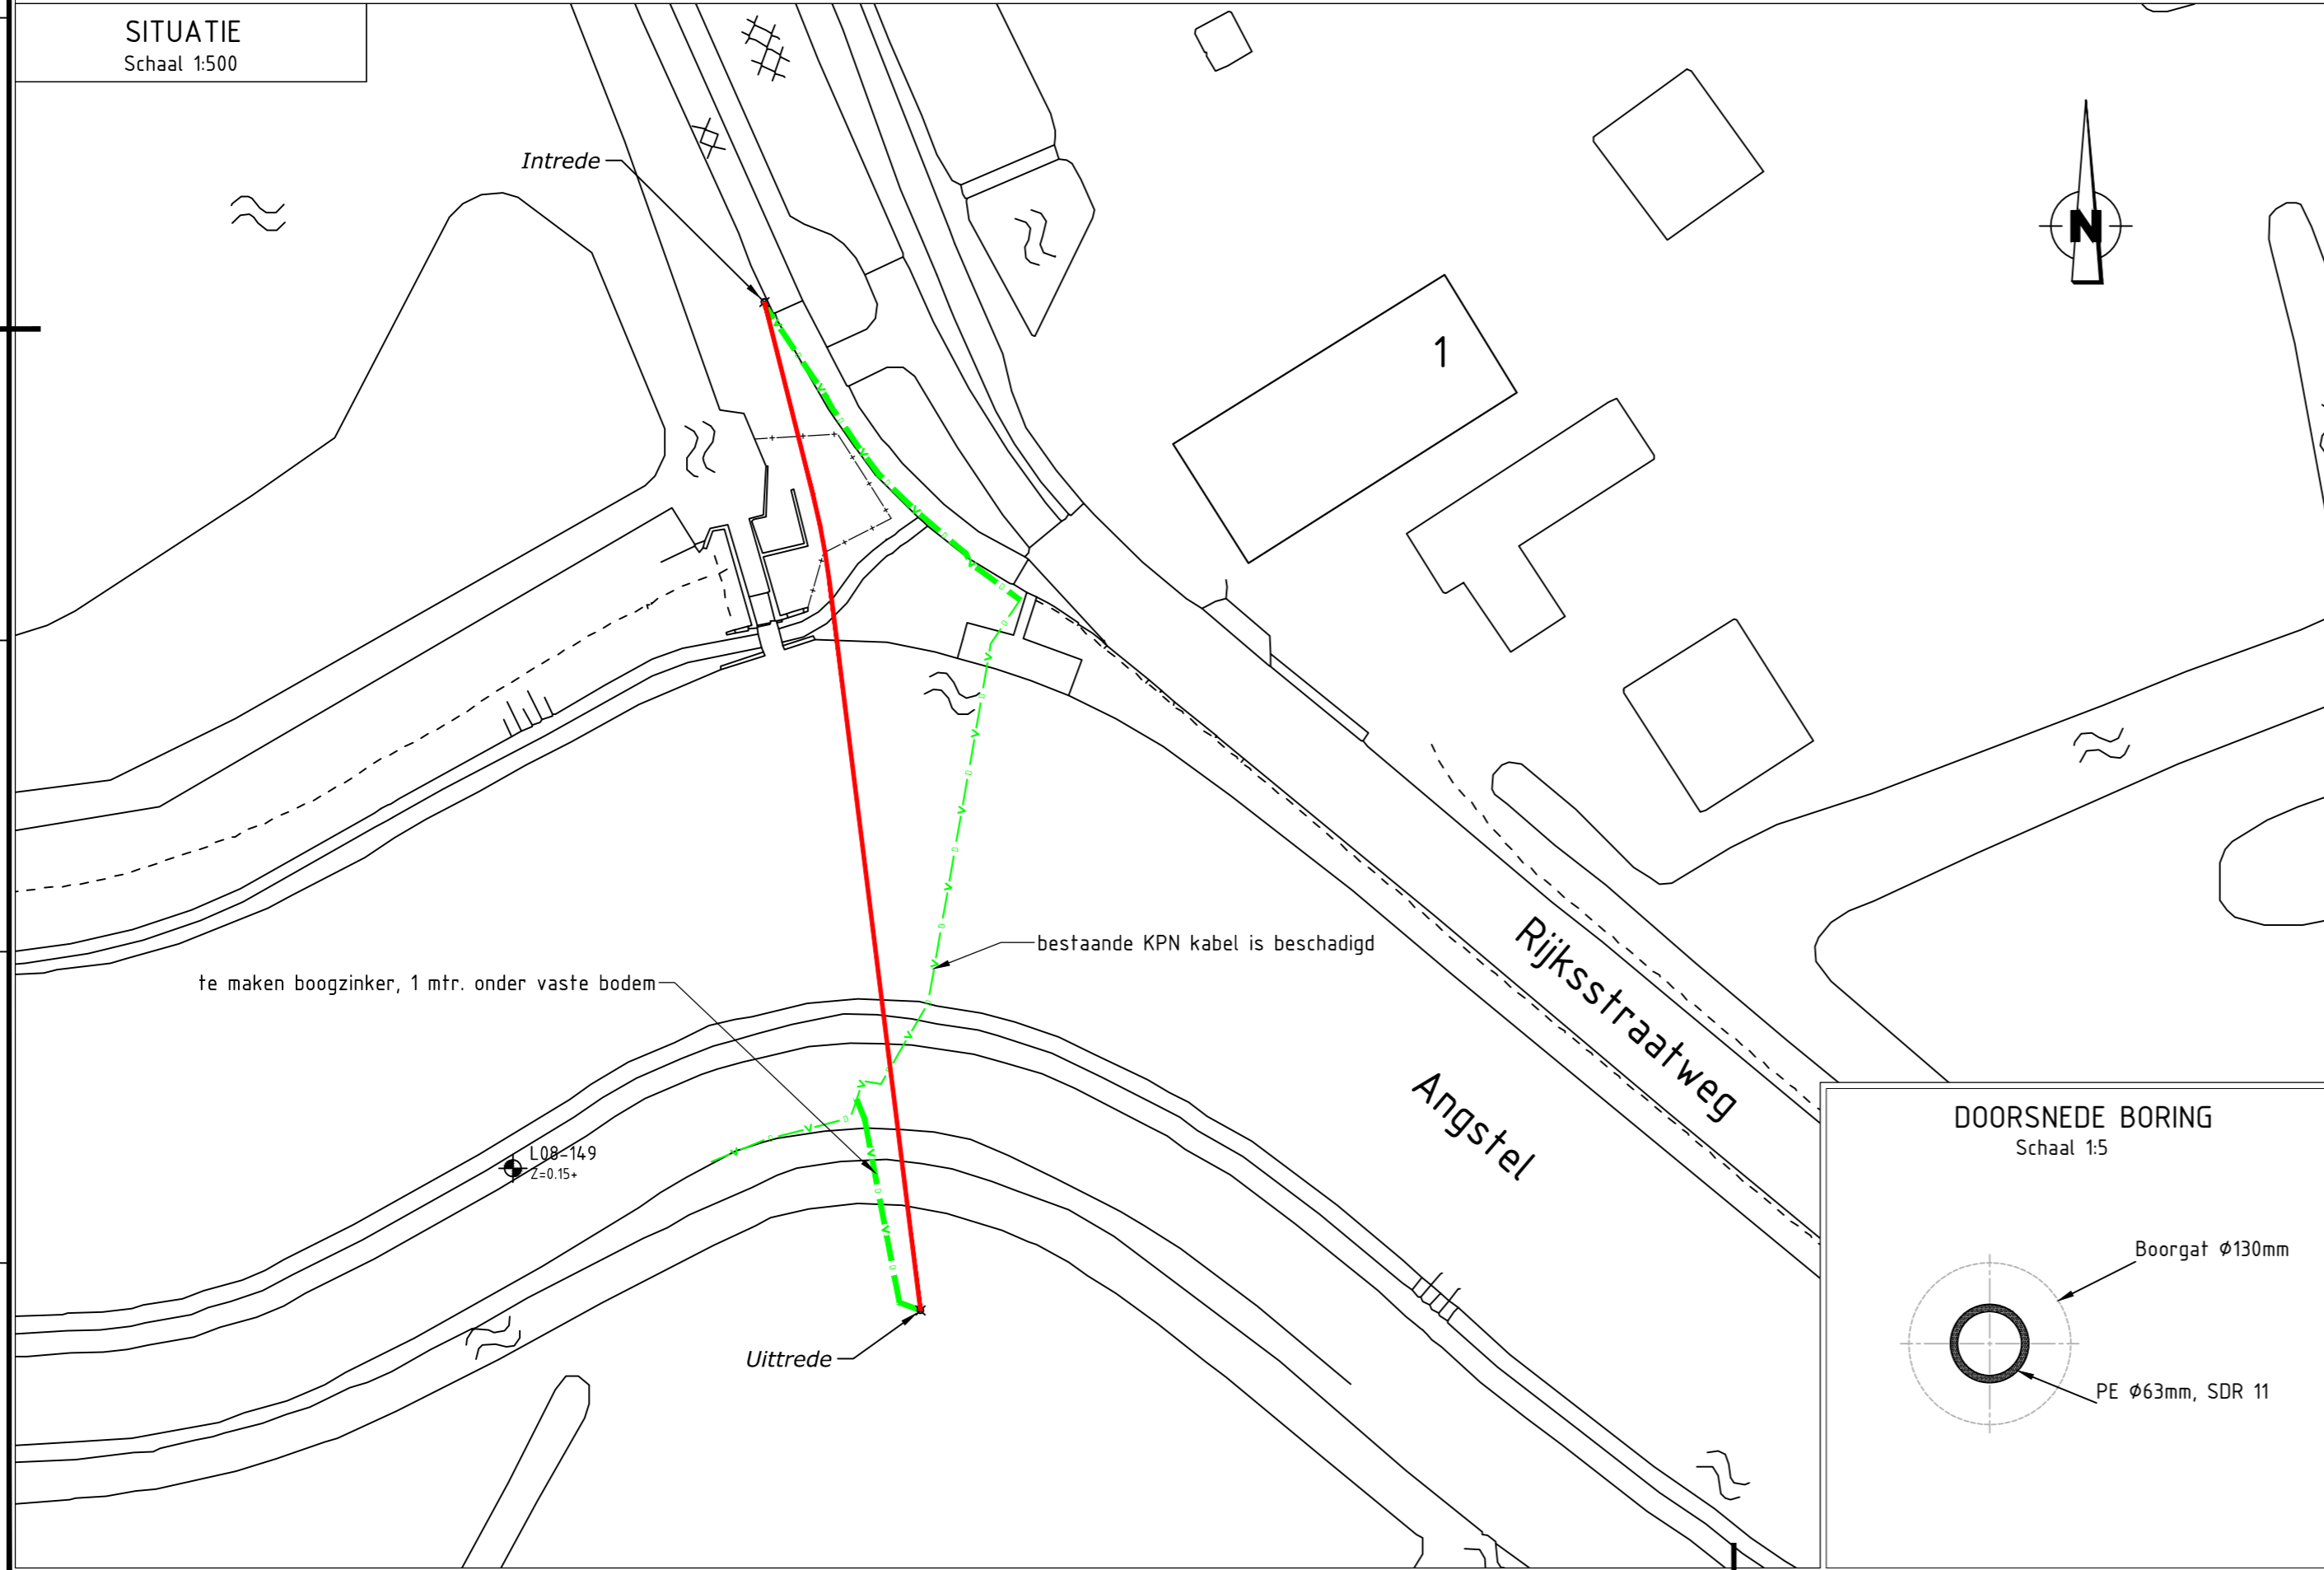 SITUATIE
Schaal 1:500
Intrede
N
1
bestaande KPN kabel is beschadigd
te maken boogzinker, 1 mtr. onder vaste bodem
Rijksstraatweg
Angstel
L08-149
Z=0.15+
Uittrede
DOORSNEDE BORING
Schaal 1:5
Boorgat Ø130mm
PE Ø63mm, SDR 11